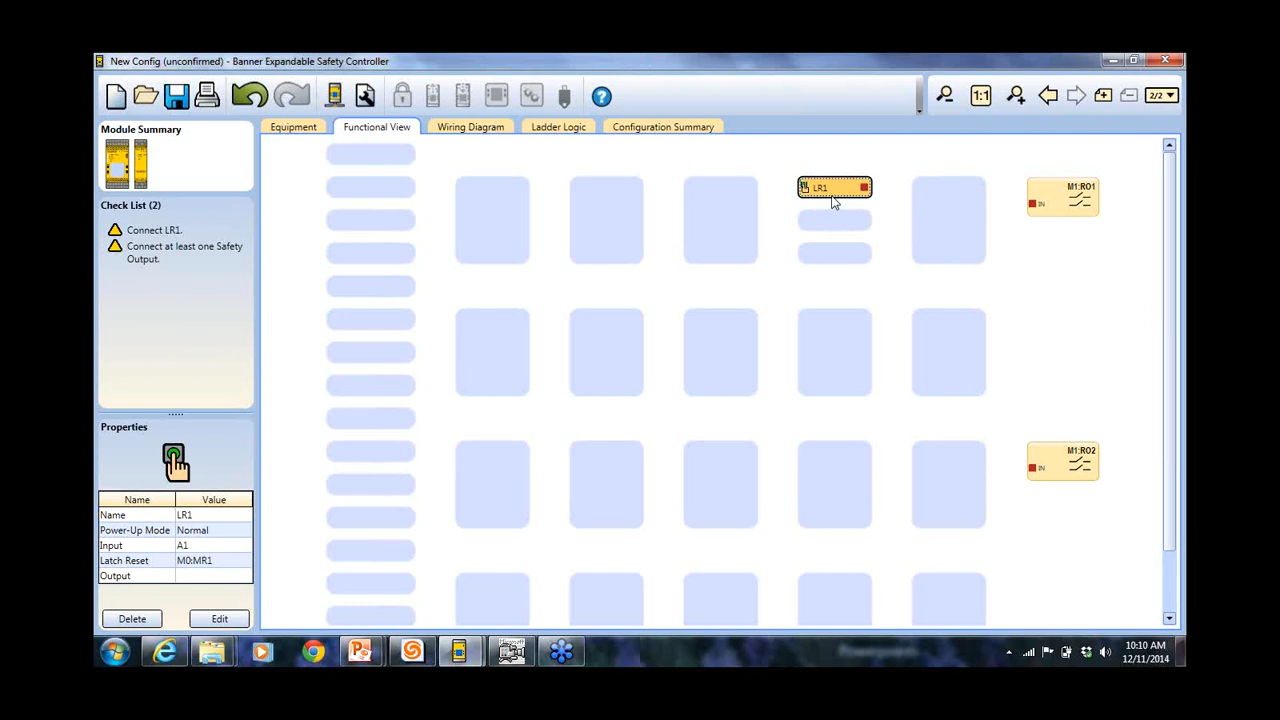 New Config (unconfirmed) - Banner Expandable Safety Controller
1:1
2/2
Module Summary
Equipment
Functional View
Wiring Diagram
Ladder Logic
Configuration Summary
Check List (2)
Connect LR1.
Connect at least one Safety
Output.
LR1
M1:RO1
IN
M1:RO2
IN
Properties
Name Value
Name LR1
Power-Up Mode Normal
Input A1
Latch Reset M0:MR1
Output
Delete
Edit
10:10 AM
12/11/2014